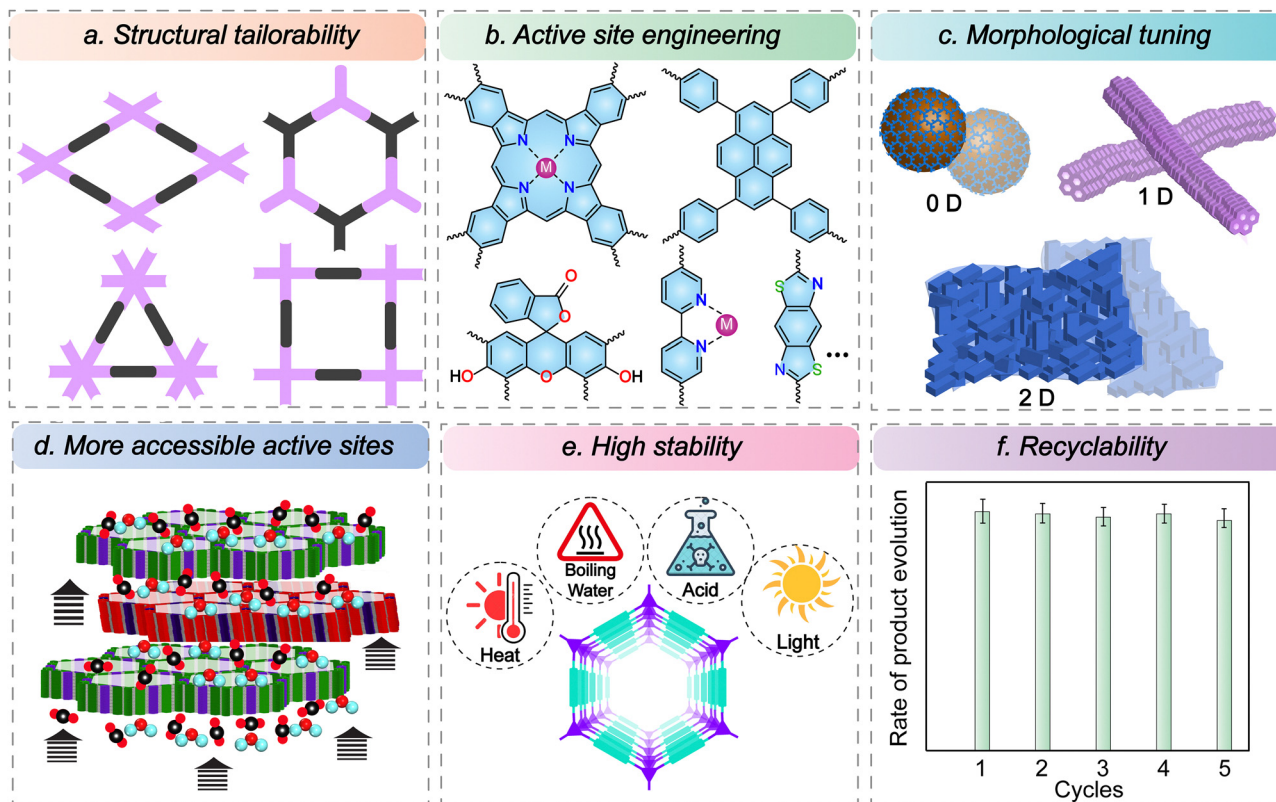 a. Structural tailorability
b. Active site engineering
N
N
M
N
N
O
O
HO
O
OH
N
M
N
S
N
N
S
...
c. Morphological tuning
0 D
1 D
2 D
d. More accessible active sites
e. High stability
Heat
Boiling
Water
Acid
Light
f. Recyclability
Rate of product evolution
1
2
3
4
5
Cycles